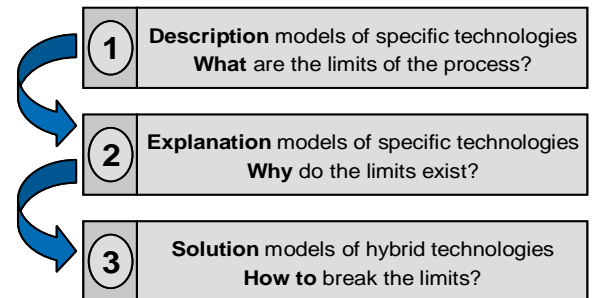 1
Description models of specific technologies
What are the limits of the process?
2
Explanation models of specific technologies
Why do the limits exist?
3
Solution models of hybrid technologies
How to break the limits?